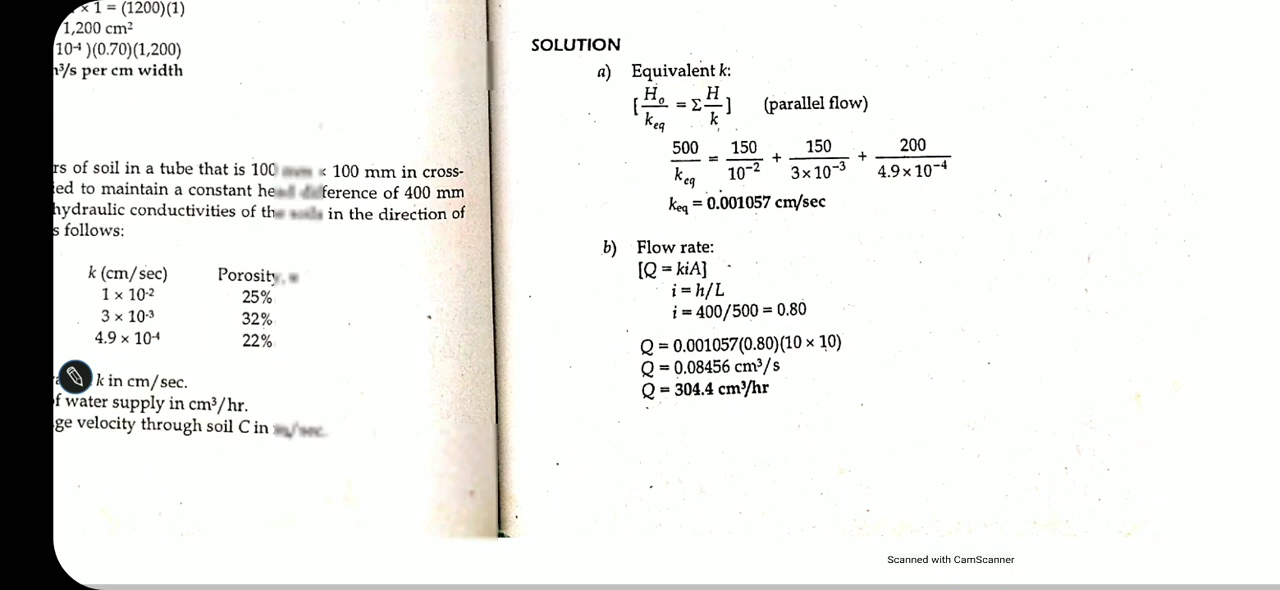 × 1 = (1200)(1)
1,200 cm²
10-⁴ )(0.70)(1,200)
³/s per cm width
rs of soil in a tube that is 100 × 100 mm in cross-
ed to maintain a constant ference of 400 mm
hydraulic conductivities of in the direction of
s follows:
k (cm/sec) Porosity,
1 × 10-² 25%
3 × 10-³ 32%
4.9 × 10-⁴ 22%
k in cm/sec.
f water supply in cm³/hr.
ge velocity through soil C in
SOLUTION
a) Equivalent k:
[Hₒ/keq = Σ H/k] (parallel flow)
500/keq = 150/10⁻² + 150/3×10⁻³ + 200/4.9×10⁻⁴
keq = 0.001057 cm/sec
b) Flow rate:
[Q = kiA]
i = h/L
i = 400/500 = 0.80
Q = 0.001057(0.80)(10 × 10)
Q = 0.08456 cm³/s
Q = 304.4 cm³/hr
Scanned with CamScanner